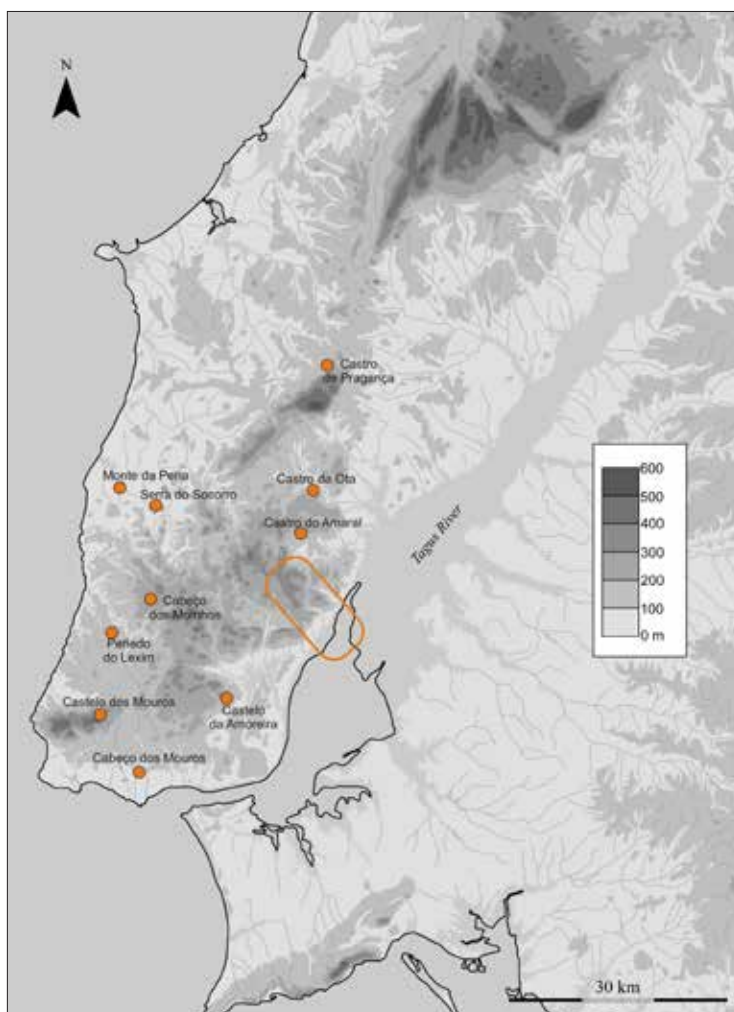 N
Castro
de Pragança
Monte da Pena
Serra do Socorro
Castro da Ota
Castro do Amaral
Tagus River
600
500
400
300
200
100
0 m
Cabeço
dos Moinhos
Penedo
do Lexim
Castelo dos Mouros
Castelo
da Amoreira
Cabeço dos Mouros
30 km